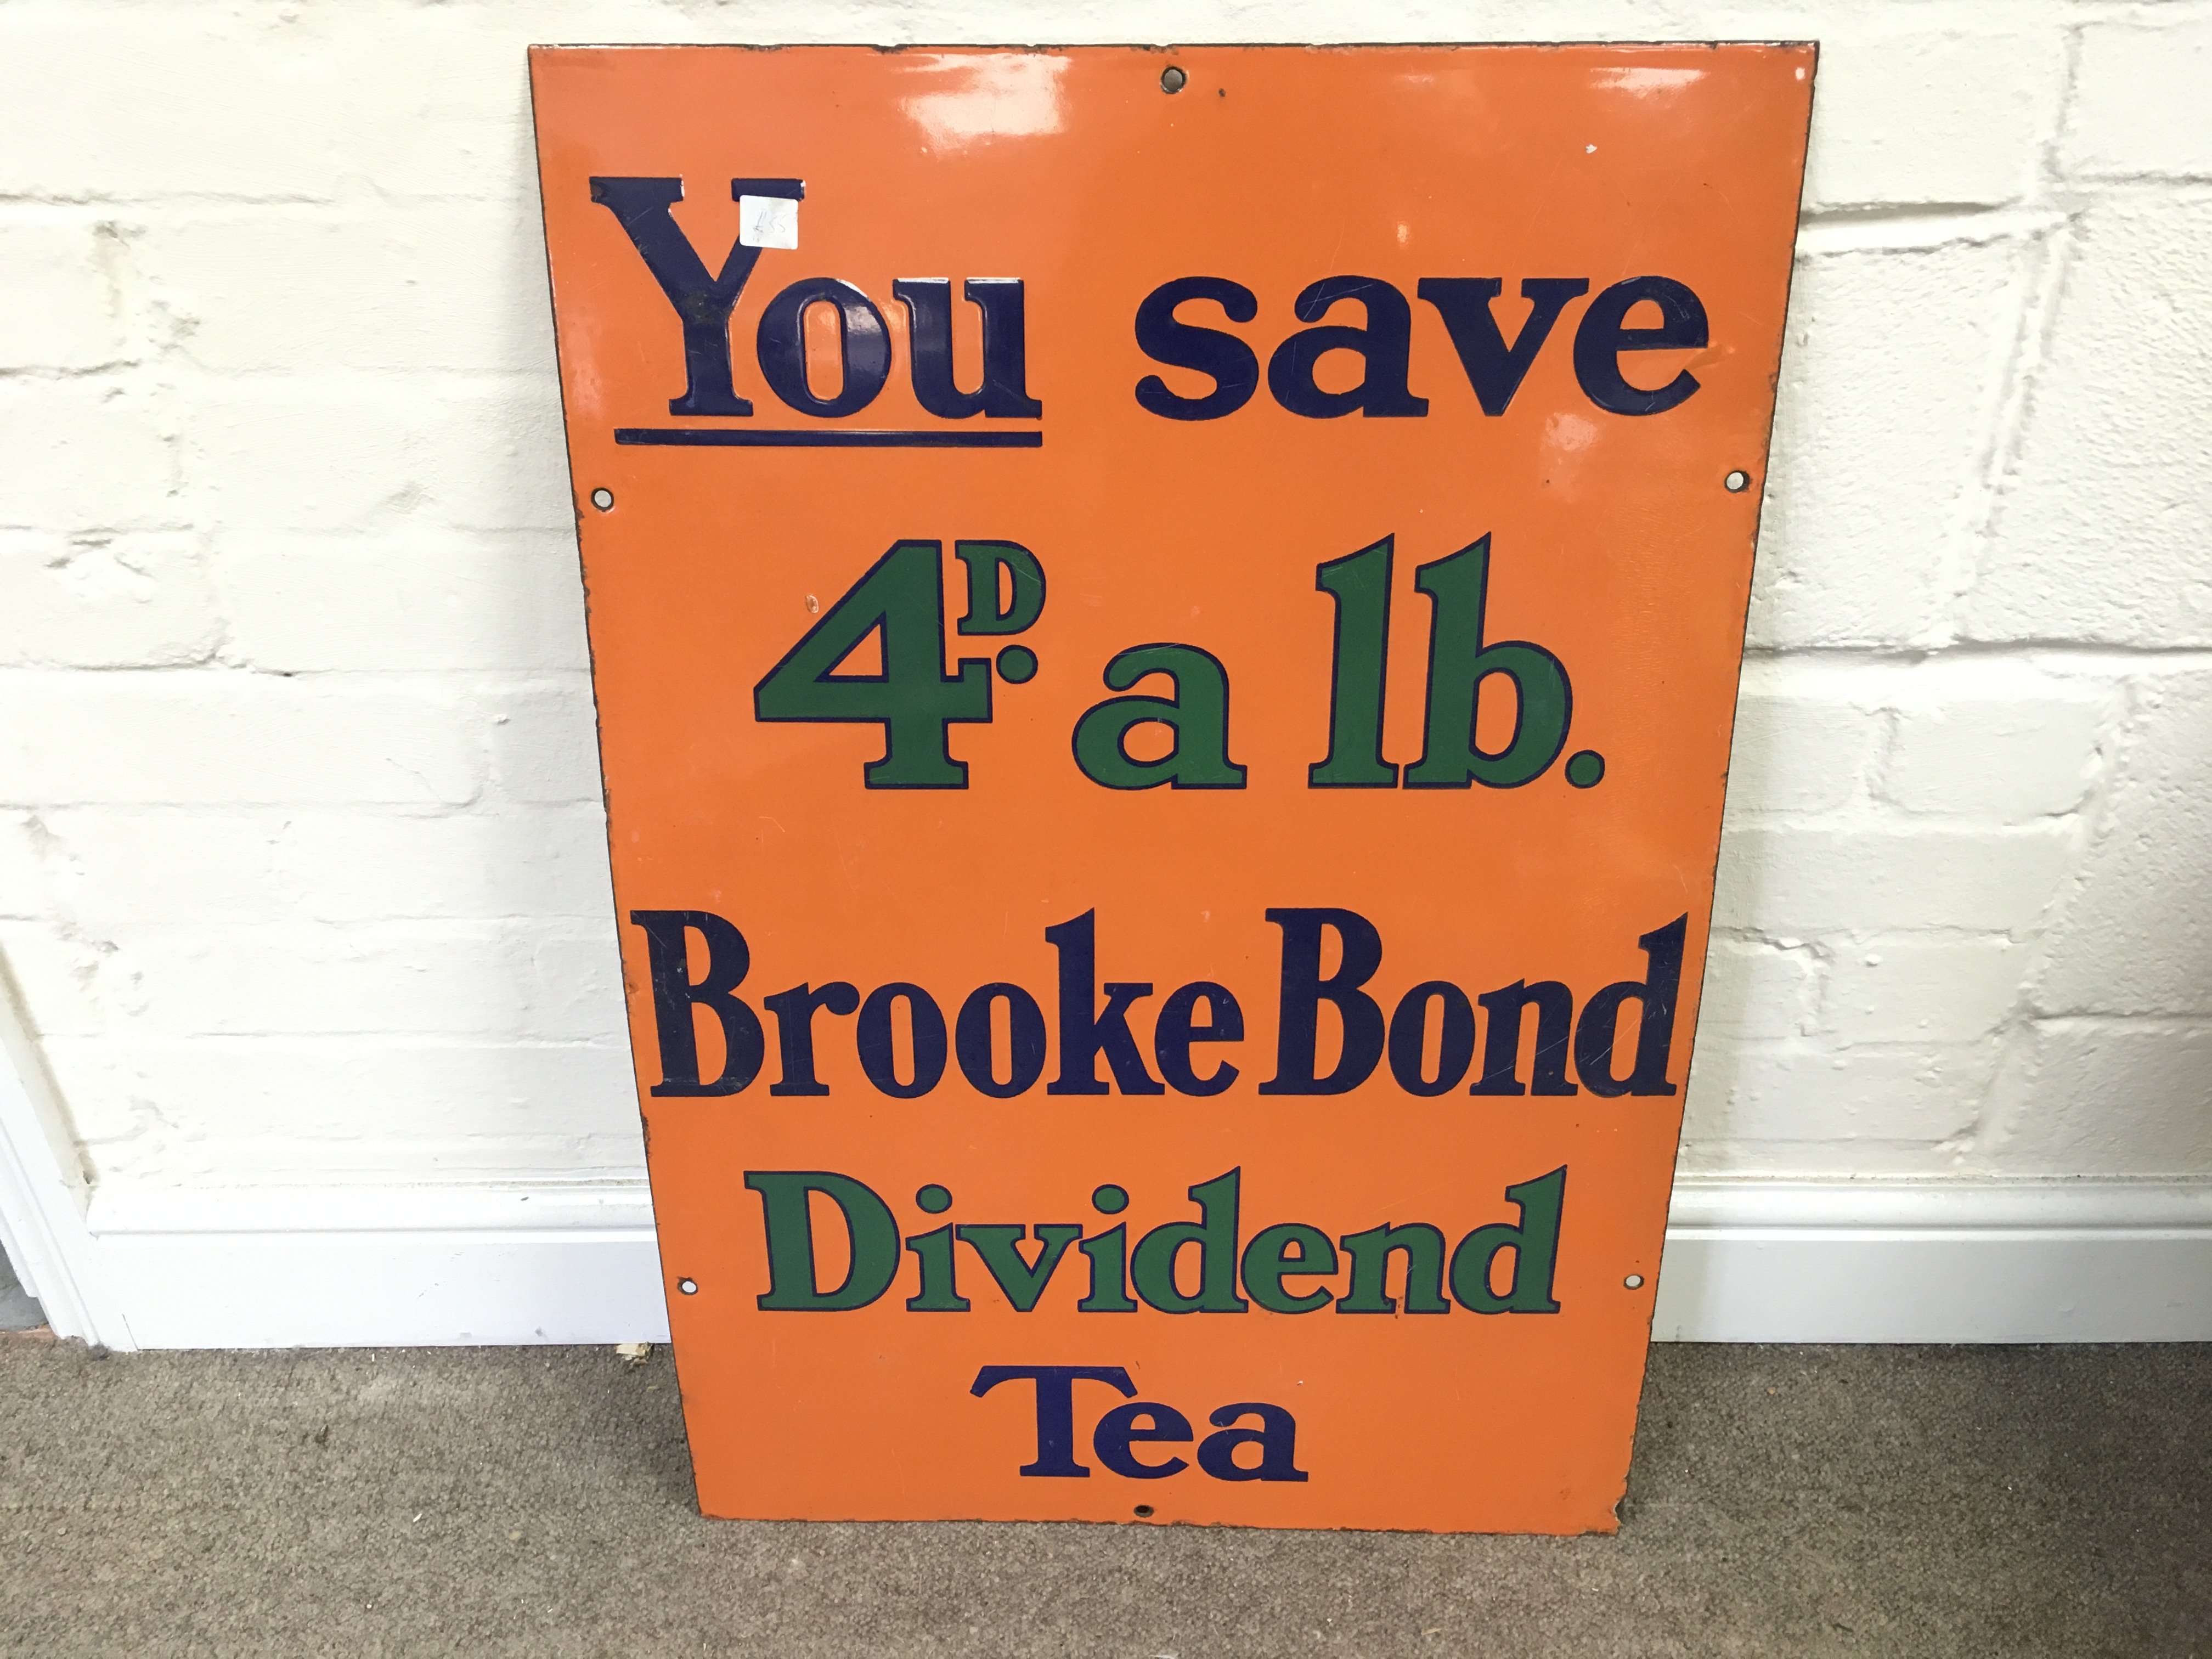 You save
4D. a lb.
Brooke Bond
Dividend
Tea